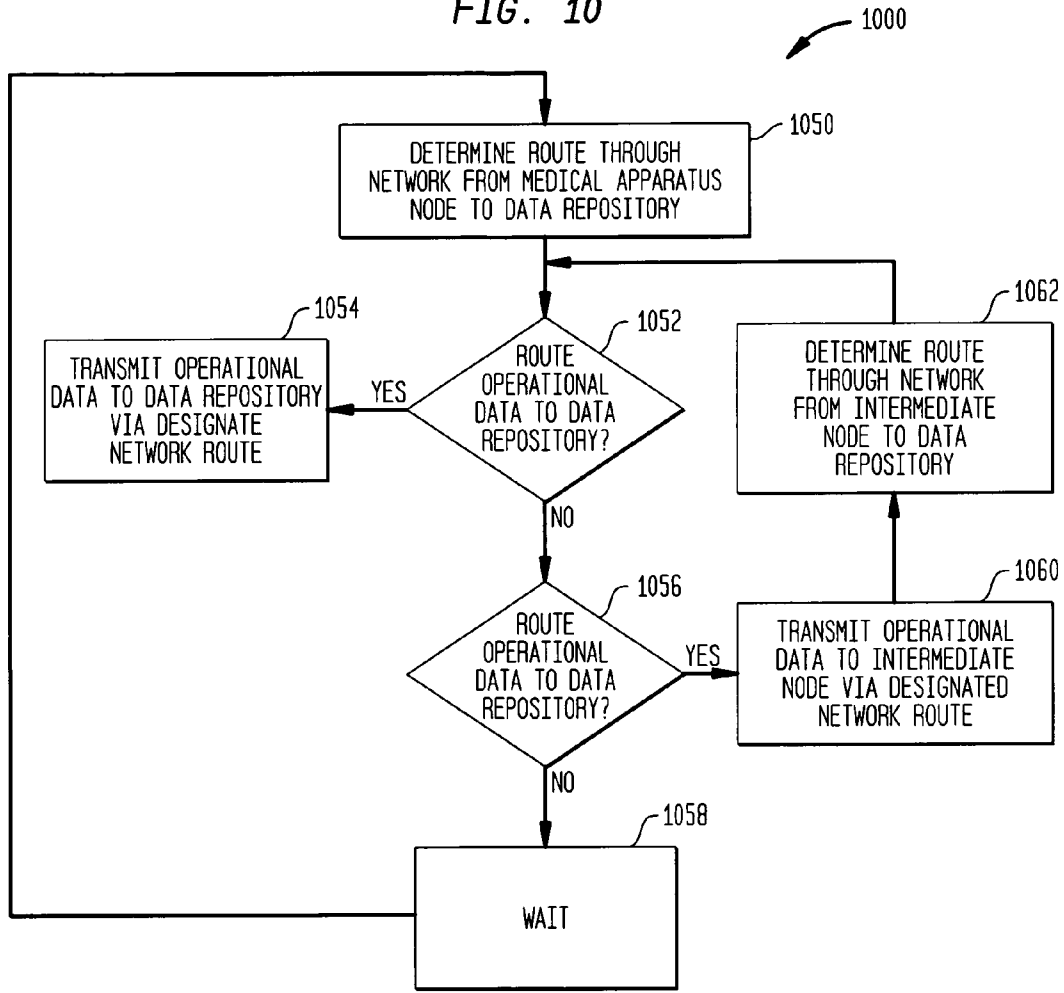 FIG. 10
1000
1050
DETERMINE ROUTE THROUGH
NETWORK FROM MEDICAL APPARATUS
NODE TO DATA REPOSITORY
1054
TRANSMIT OPERATIONAL
DATA TO DATA REPOSITORY
VIA DESIGNATE
NETWORK ROUTE
YES
1052
ROUTE
OPERATIONAL
DATA TO DATA
REPOSITORY?
NO
1062
DETERMINE ROUTE
THROUGH NETWORK
FROM INTERMEDIATE
NODE TO DATA
REPOSITORY
1056
ROUTE
OPERATIONAL
DATA TO DATA
REPOSITORY?
YES
NO
1060
TRANSMIT OPERATIONAL
DATA TO INTERMEDIATE
NODE VIA DESIGNATED
NETWORK ROUTE
1058
WAIT